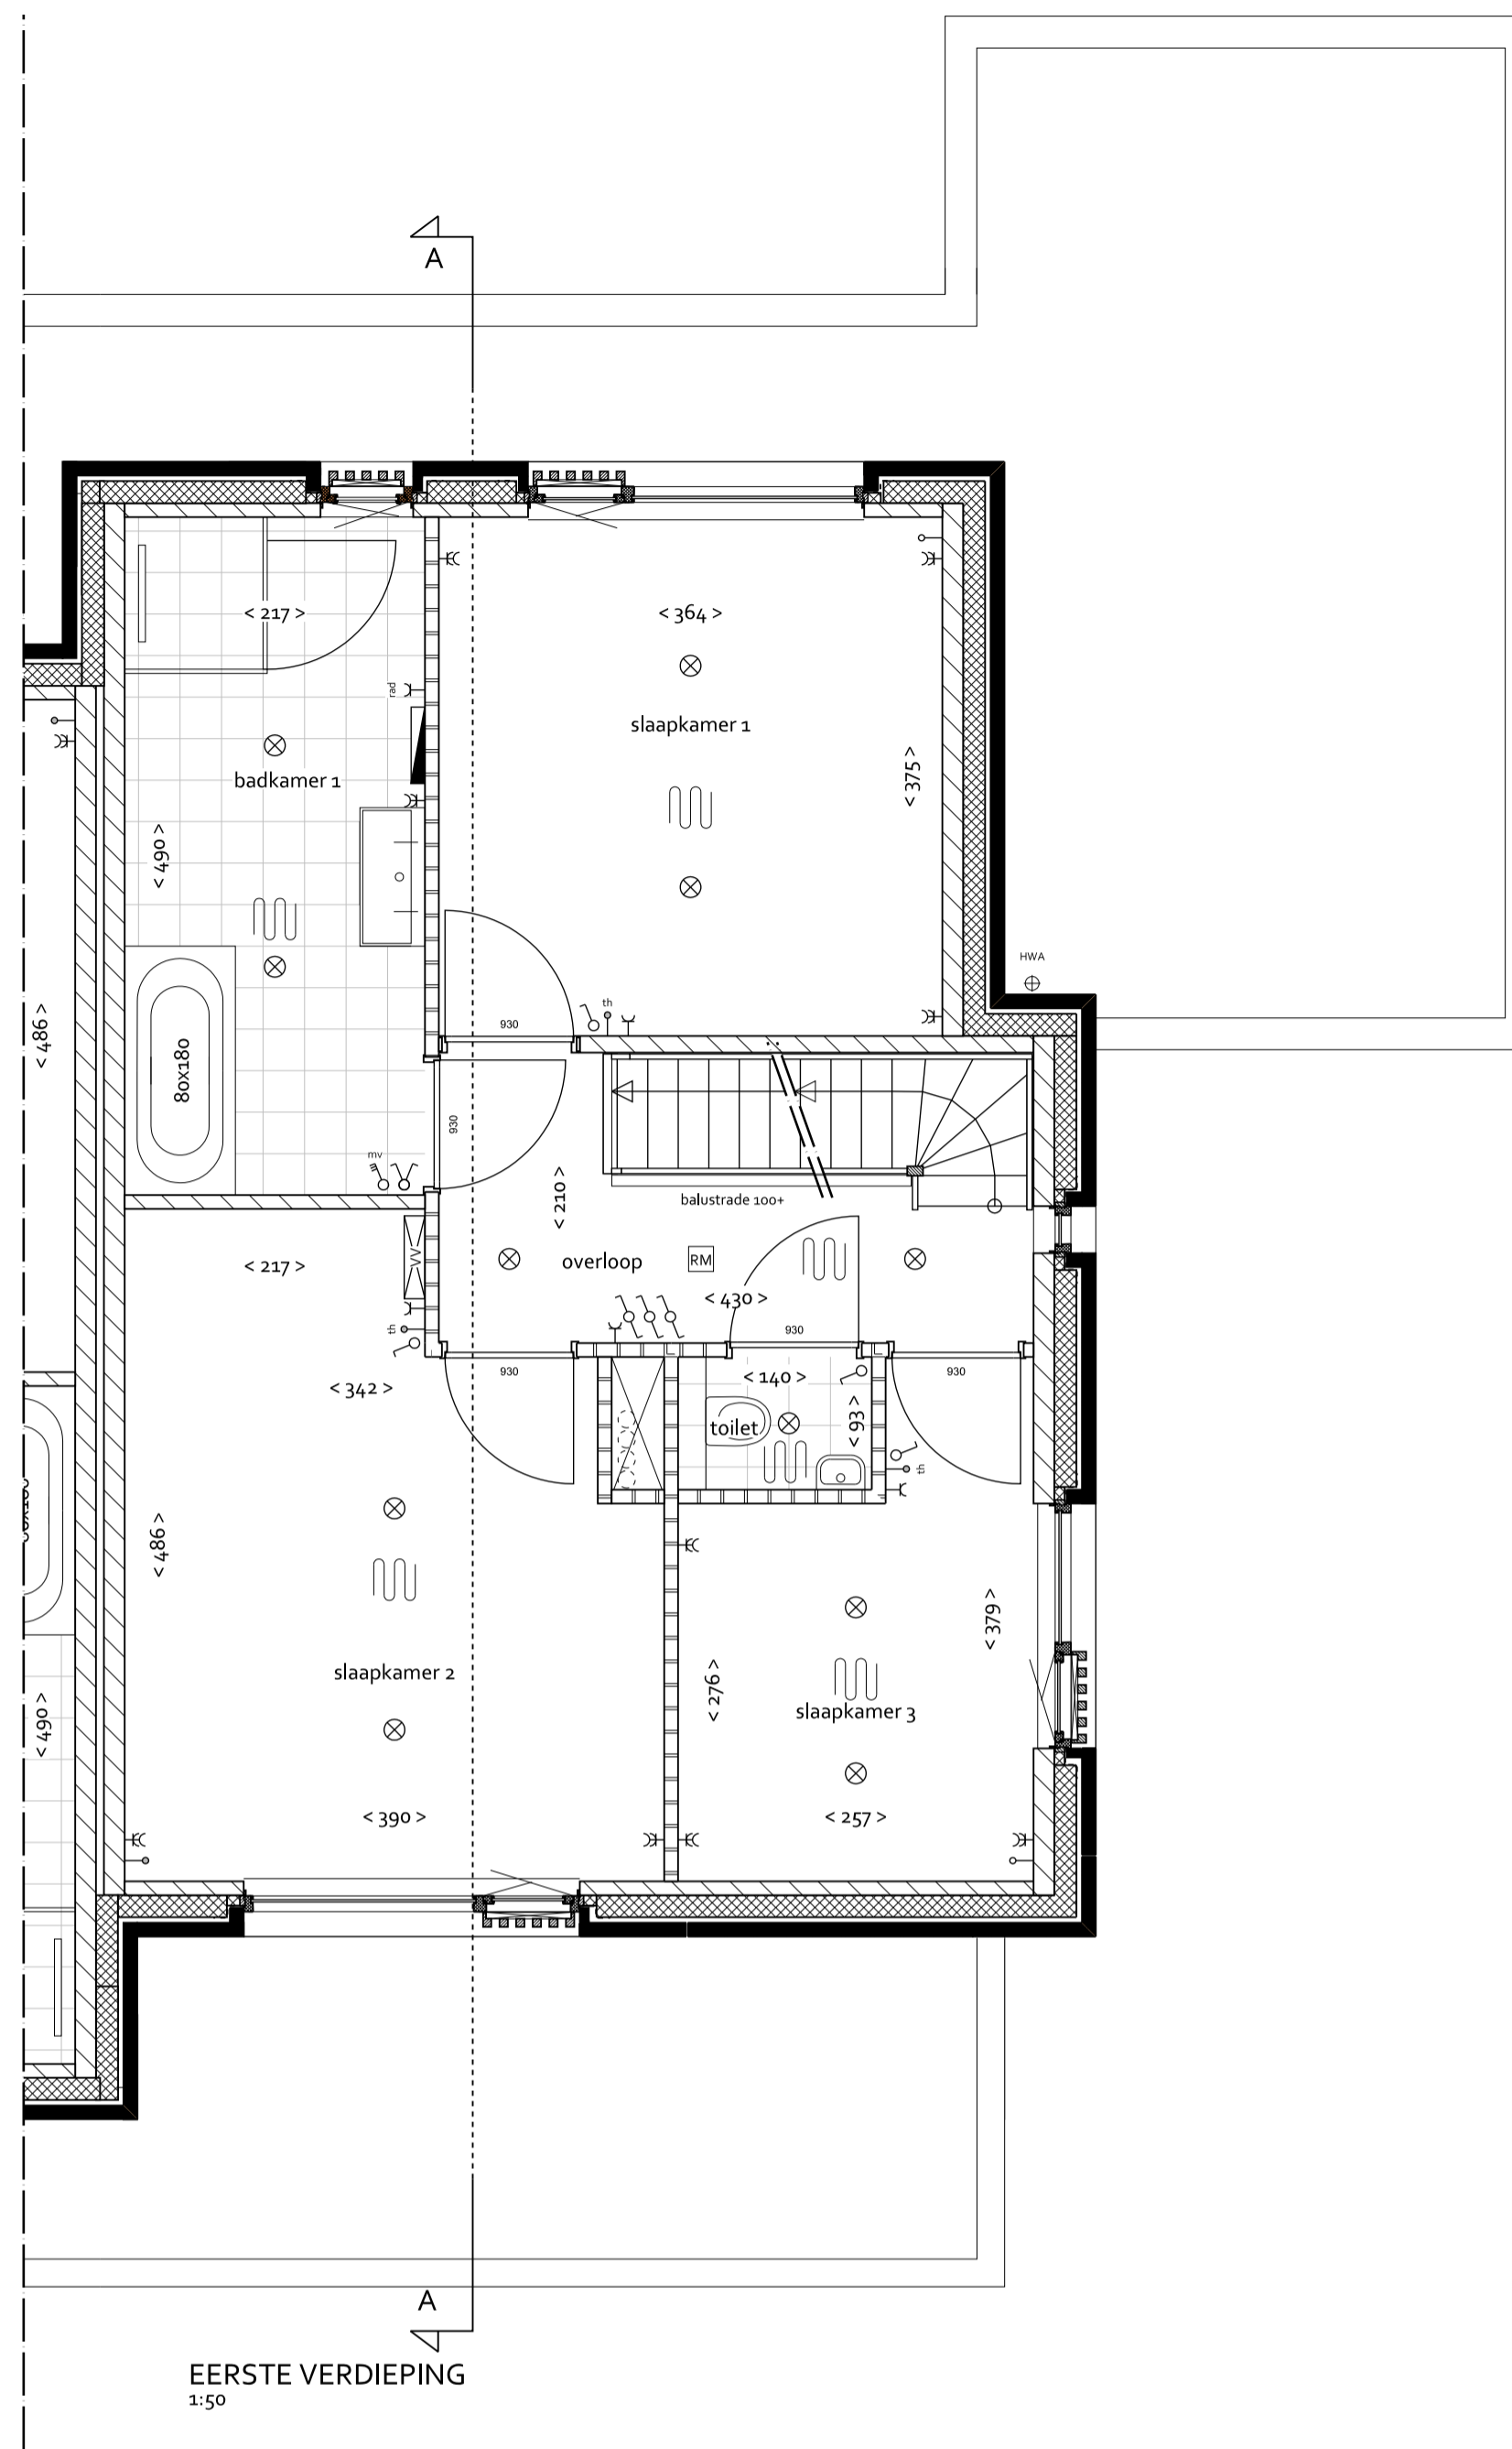 A
< 217 >
< 364 >
rad
slaapkamer 1
badkamer 1
< 375 >
< 490 >
HWA
th
930
< 486 >
80x180
930
mv
balustrade 100+
< 210 >
overloop
RM
< 217 >
VV
< 430 >
930
th
930
930
< 342 >
< 140 >
toilet
< 93 >
th
< 486 >
< 379 >
slaapkamer 2
< 276 >
slaapkamer 3
< 490 >
< 390 >
< 257 >
A
EERSTE VERDIEPING
1:50